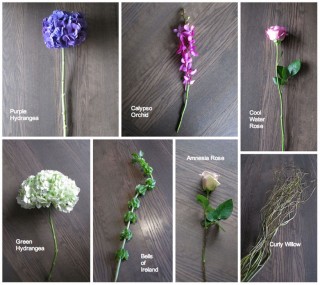 Purple
Hydrangea
Calypso
Orchid
Cool
Water
Rose
Green
Hydrangea
Bells
of
Ireland
Amnesia Rose
Curly Willow